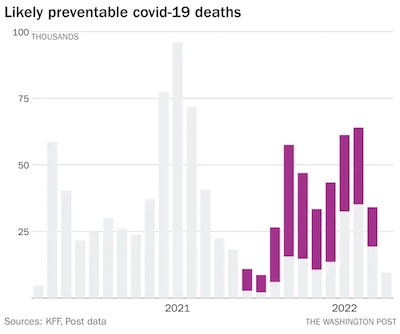 Likely preventable covid-19 deaths
100 THOUSANDS
75
50
25
2021 2022
Sources: KFF, Post data THE WASHINGTON POST